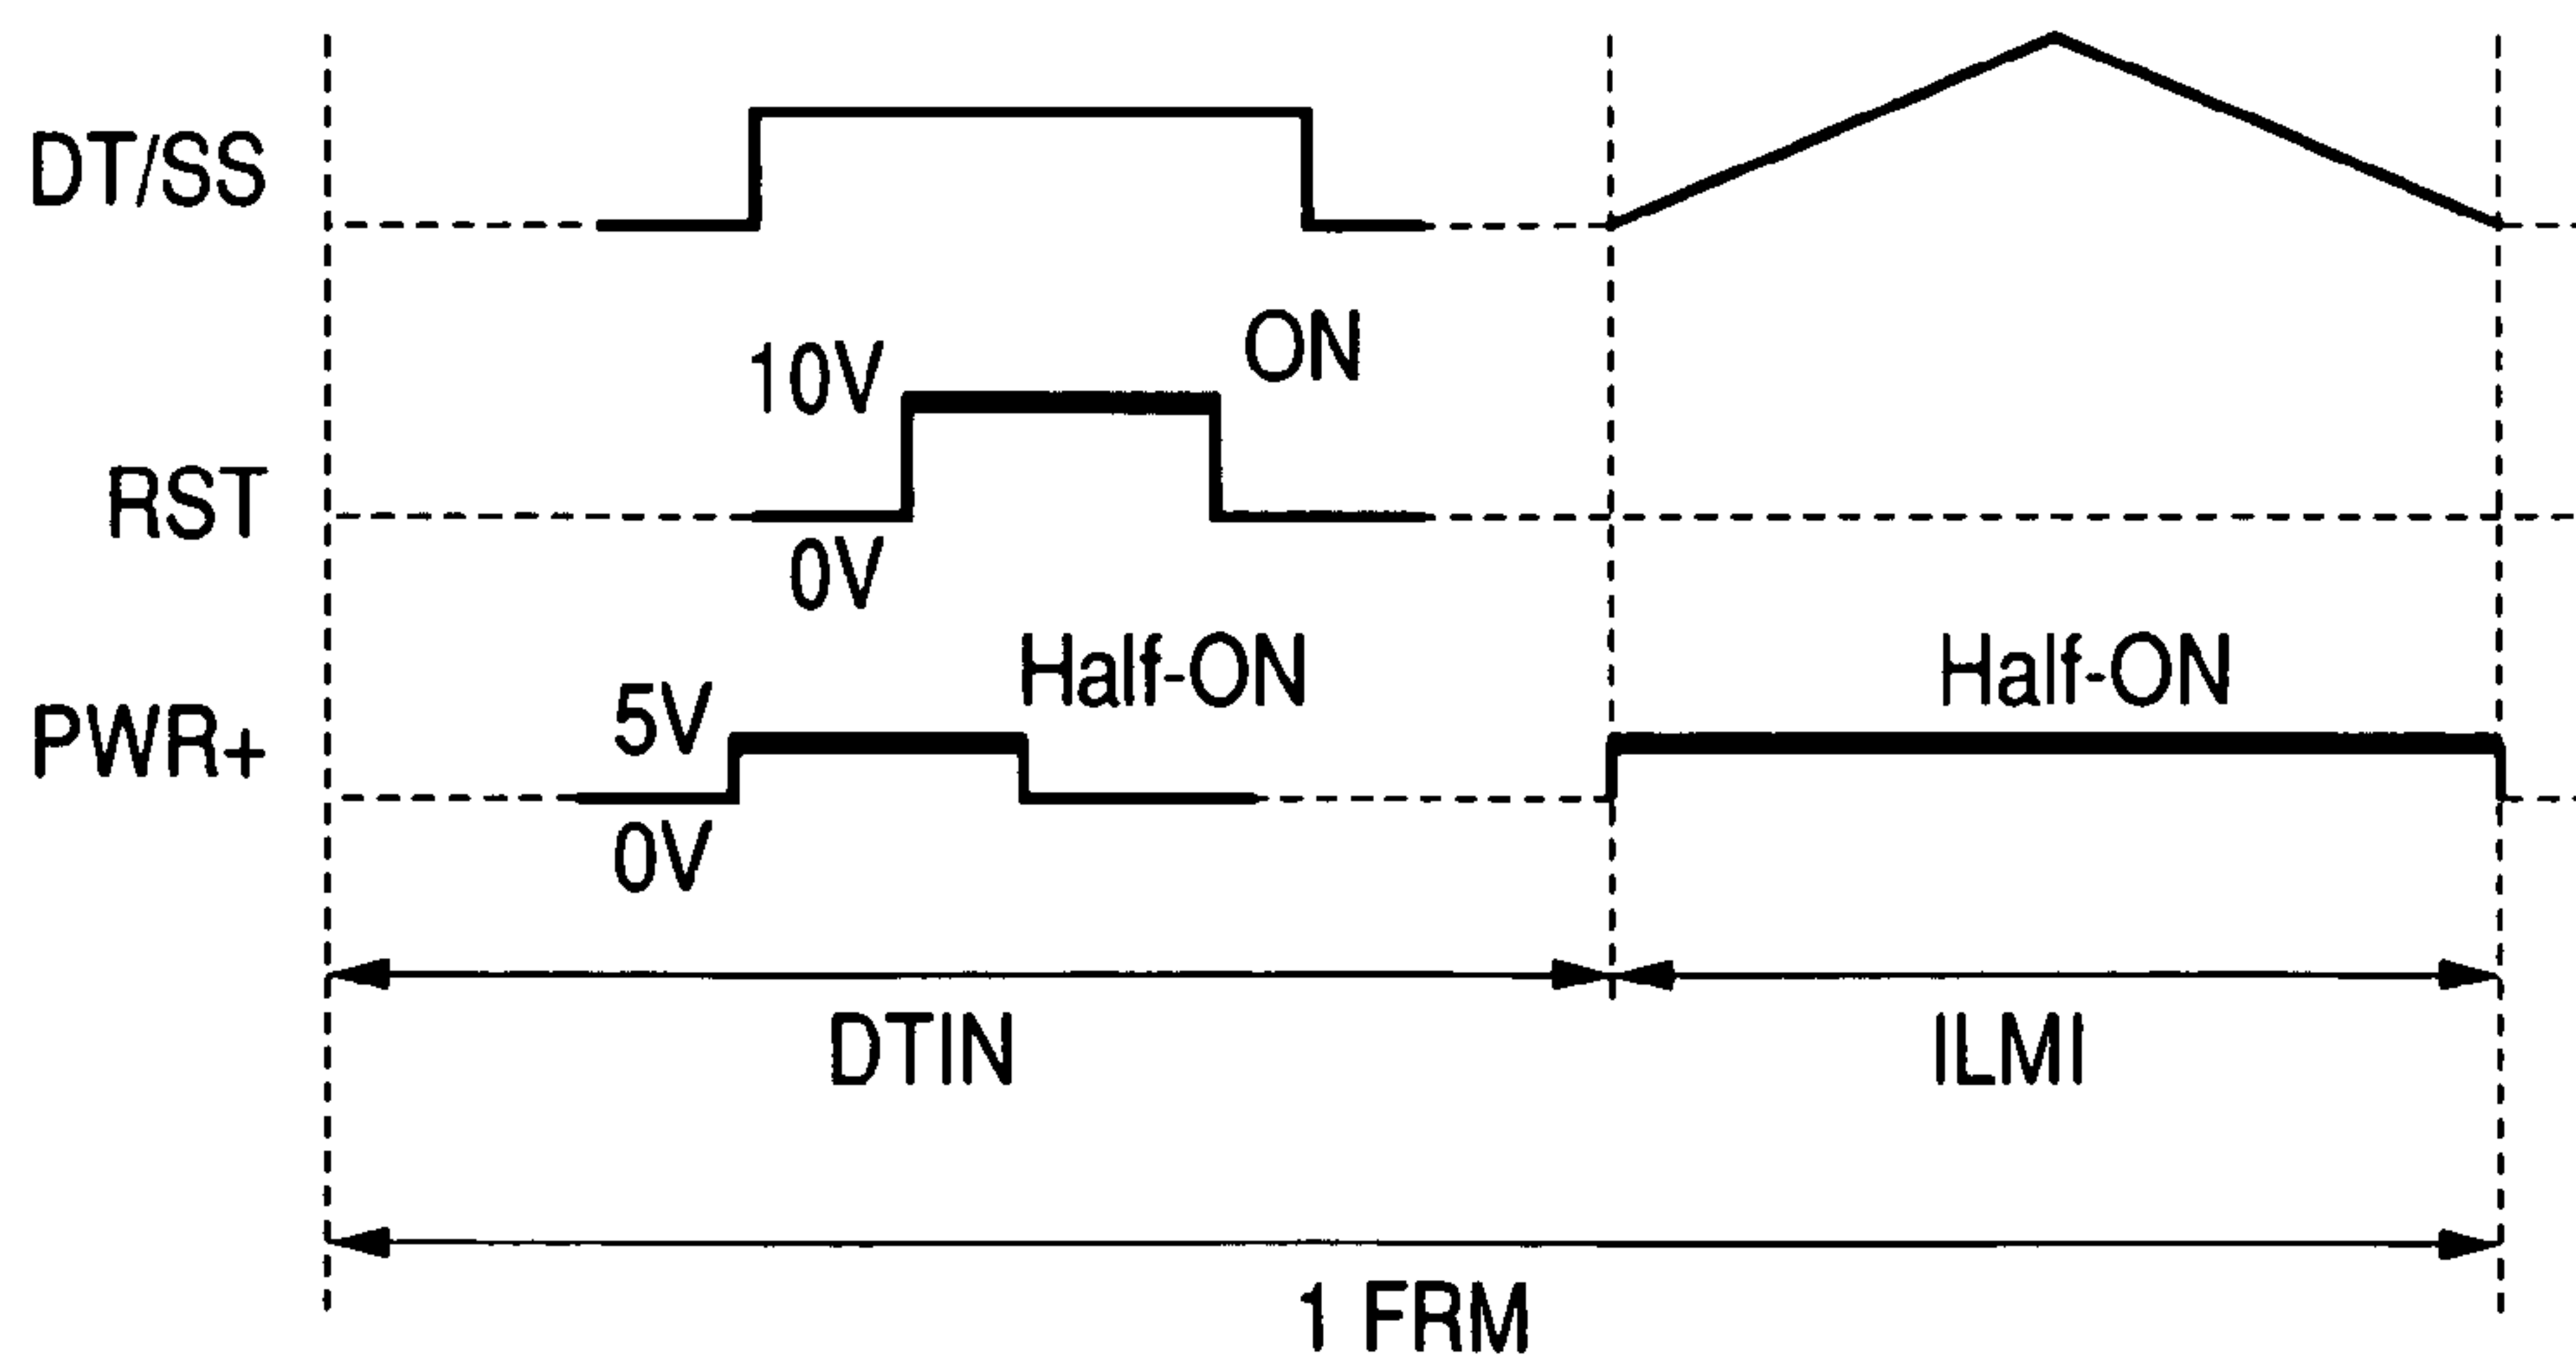 DT/SS
10V
ON
RST
0V
Half-ON
Half-ON
5V
PWR+
0V
DTIN
ILMI
1 FRM